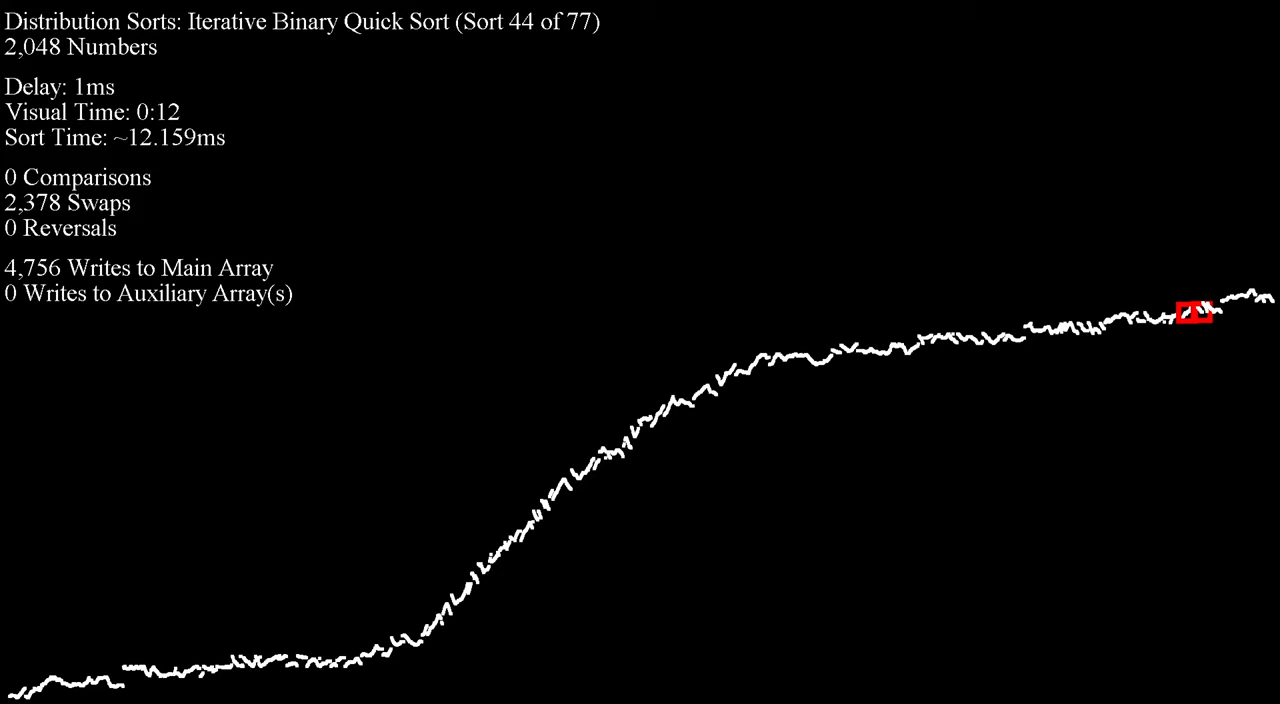 Distribution Sorts: Iterative Binary Quick Sort (Sort 44 of 77)
2,048 Numbers
Delay: 1ms
Visual Time: 0:12
Sort Time: ~12.159ms
0 Comparisons
2,378 Swaps
0 Reversals
4,756 Writes to Main Array
0 Writes to Auxiliary Array(s)